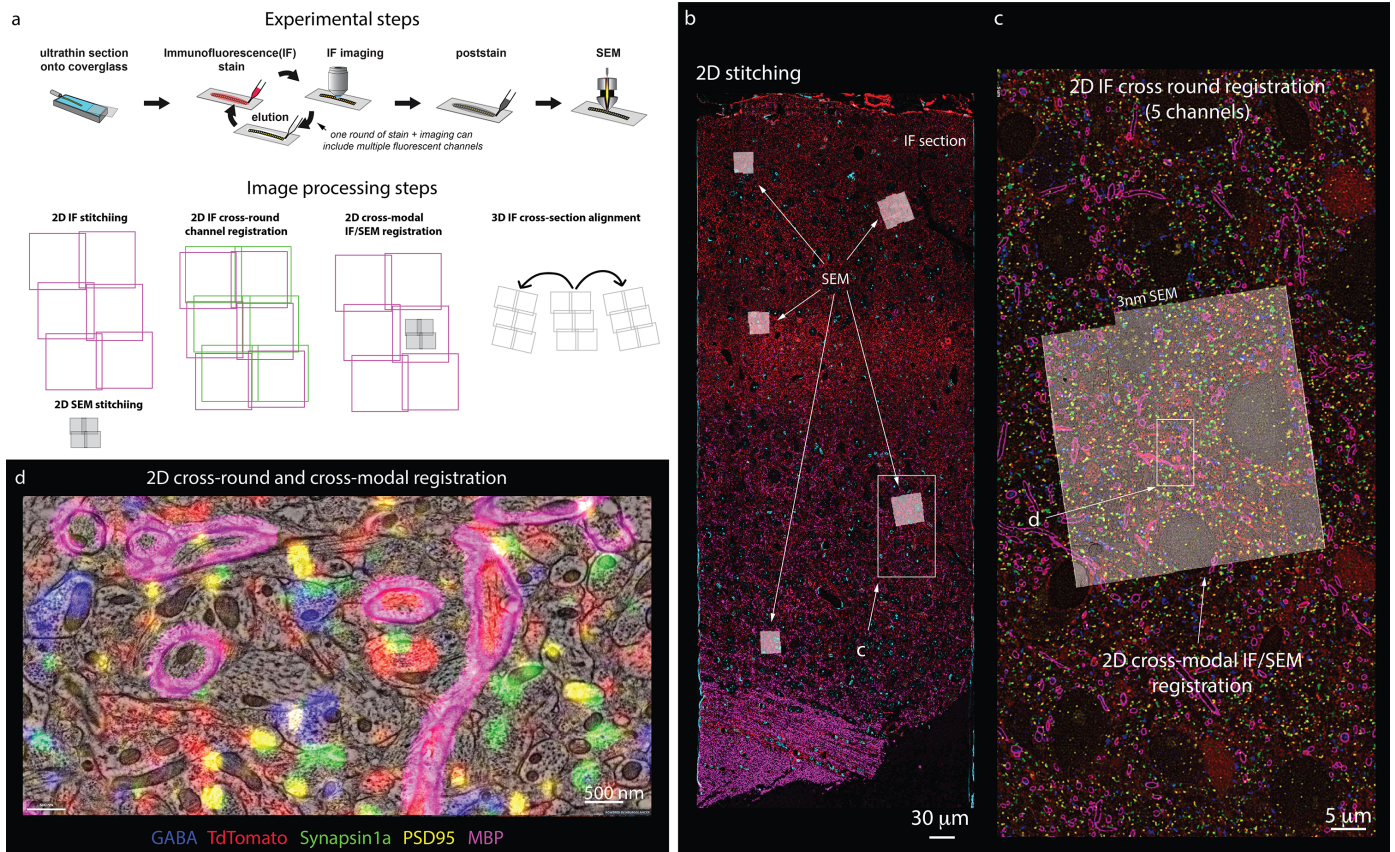 a
Experimental steps
ultrathin section
onto coverglass
Immunofluorescence(IF)
stain
IF imaging
poststain
SEM
elution
one round of stain + imaging can
include multiple fluorescent channels
Image processing steps
2D IF stitchiing
2D IF cross-round
channel registration
2D cross-modal
IF/SEM registration
3D IF cross-section alignment
2D SEM stitchiing
b
2D stitching
IF section
SEM
c
30 μm
c
2D IF cross round registration
(5 channels)
3nm SEM
d
2D cross-modal IF/SEM
registration
5 μm
d
2D cross-round and cross-modal registration
500 nm
GABA TdTomato Synapsin1a PSD95 MBP